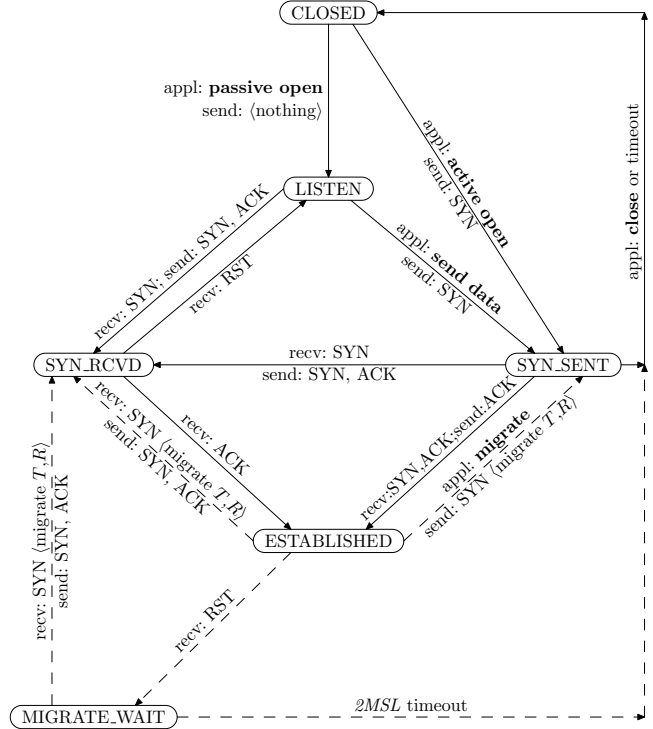 CLOSED
appl: passive open
send: ⟨nothing⟩
appl: active open
send: SYN
appl: close or timeout
LISTEN
recv: SYN; send: SYN, ACK
recv: RST
appl: send data
send: SYN
SYN_RCVD
recv: SYN
send: SYN, ACK
SYN_SENT
recv: ACK
recv: SYN ⟨migrate T,R⟩
send: SYN, ACK
recv:SYN,ACK;send:ACK
appl: migrate
send: SYN ⟨migrate T,R⟩
ESTABLISHED
recv: SYN ⟨migrate T,R⟩
send: SYN, ACK
recv: RST
MIGRATE_WAIT
2MSL timeout